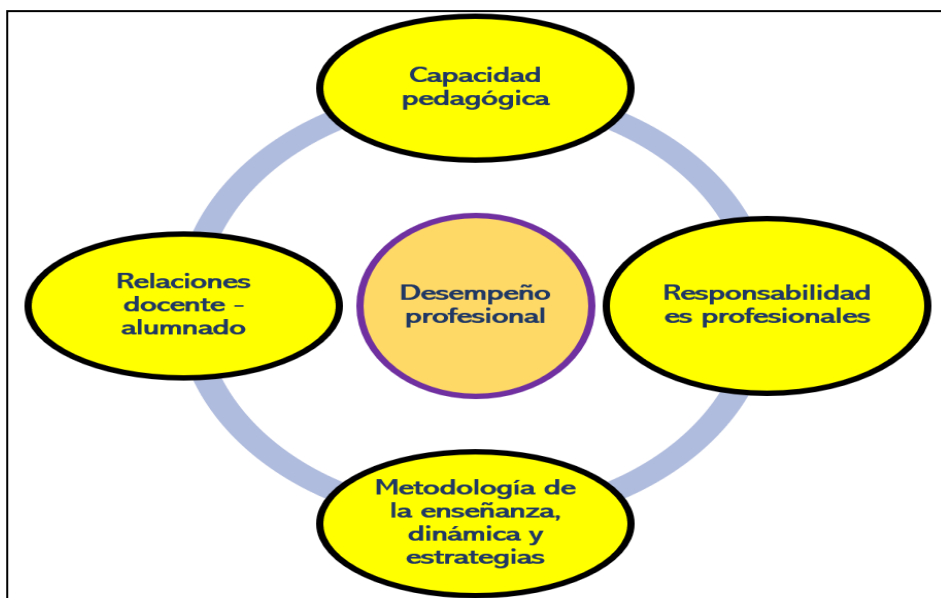 Capacidad
pedagógica
Relaciones
docente -
alumnado
Desempeño
profesional
Responsabilidad
es profesionales
Metodología de
la enseñanza,
dinámica y
estrategias